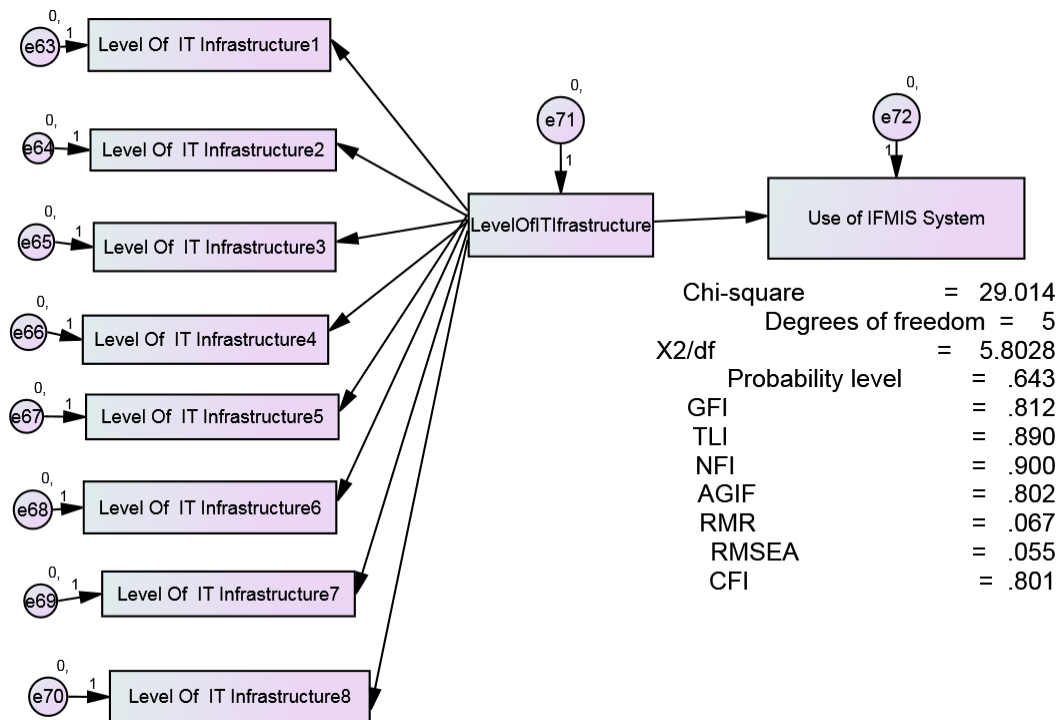 0,
e63
1
Level Of IT Infrastructure1
0,
e64
1
Level Of IT Infrastructure2
0,
e65
1
Level Of IT Infrastructure3
0,
e66
1
Level Of IT Infrastructure4
0,
e67
1
Level Of IT Infrastructure5
0,
e68
1
Level Of IT Infrastructure6
0,
e69
1
Level Of IT Infrastructure7
0,
e70
1
Level Of IT Infrastructure8
0,
e71
1
LevelOfITIfrastructure
0,
e72
1
Use of IFMIS System
Chi-square = 29.014
Degrees of freedom = 5
X2/df = 5.8028
Probability level = .643
GFI = .812
TLI = .890
NFI = .900
AGIF = .802
RMR = .067
RMSEA = .055
CFI = .801